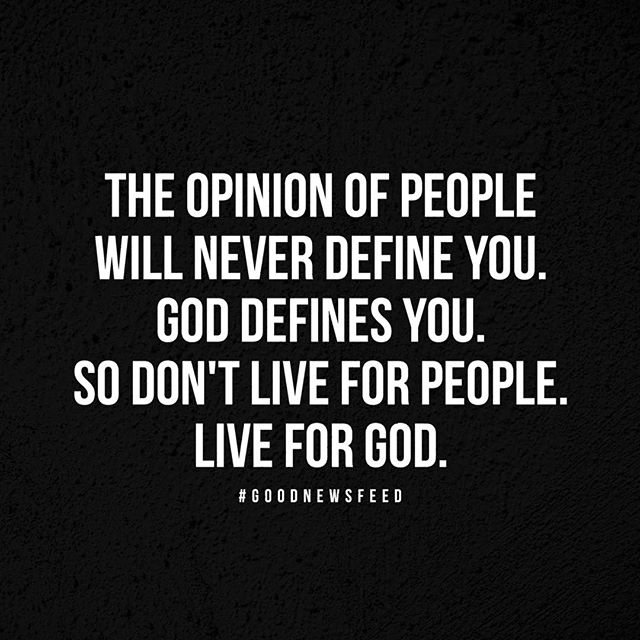 THE OPINION OF PEOPLE
WILL NEVER DEFINE YOU.
GOD DEFINES YOU.
SO DON'T LIVE FOR PEOPLE.
LIVE FOR GOD.
#GOODNEWSFEED